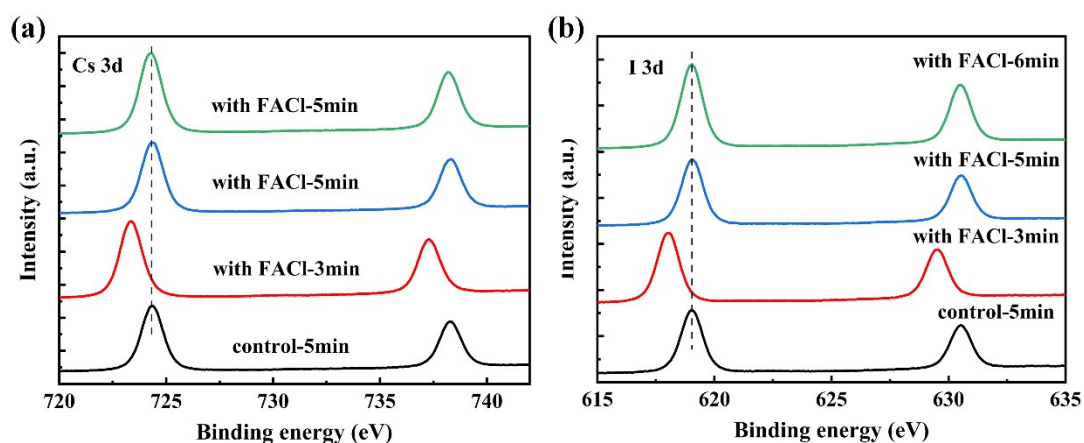 (a)
Cs 3d
with FACl-5min
with FACl-5min
with FACl-3min
control-5min
Intensity (a.u.)
720 725 730 735 740
Binding energy (eV)
(b)
I 3d
with FACl-6min
with FACl-5min
with FACl-3min
control-5min
Intensity (a.u.)
615 620 625 630 635
Binding energy (eV)